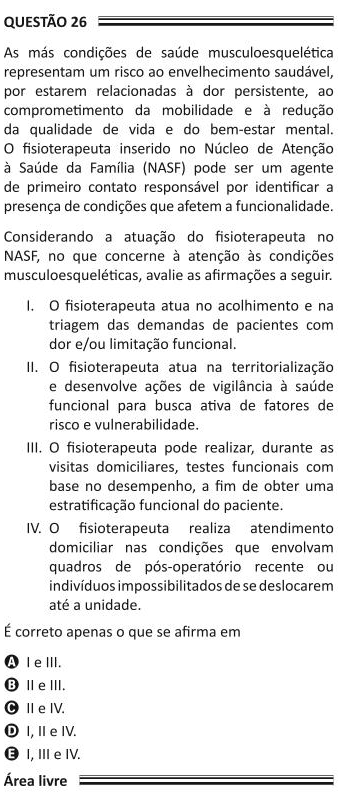 QUESTÃO 26
As más condições de saúde musculoesquelética
representam um risco ao envelhecimento saudável,
por estarem relacionadas à dor persistente, ao
comprometimento da mobilidade e à redução
da qualidade de vida e do bem-estar mental.
O fisioterapeuta inserido no Núcleo de Atenção
à Saúde da Família (NASF) pode ser um agente
de primeiro contato responsável por identificar a
presença de condições que afetem a funcionalidade.
Considerando a atuação do fisioterapeuta no
NASF, no que concerne à atenção às condições
musculoesqueléticas, avalie as afirmações a seguir.
I. O fisioterapeuta atua no acolhimento e na
triagem das demandas de pacientes com
dor e/ou limitação funcional.
II. O fisioterapeuta atua na territorialização
e desenvolve ações de vigilância à saúde
funcional para busca ativa de fatores de
risco e vulnerabilidade.
III. O fisioterapeuta pode realizar, durante as
visitas domiciliares, testes funcionais com
base no desempenho, a fim de obter uma
estratificação funcional do paciente.
IV. O fisioterapeuta realiza atendimento
domiciliar nas condições que envolvam
quadros de pós-operatório recente ou
indivíduos impossibilitados de se deslocarem
até a unidade.
É correto apenas o que se afirma em
A I e III.
B II e III.
C II e IV.
D I, II e IV.
E I, III e IV.
Área livre